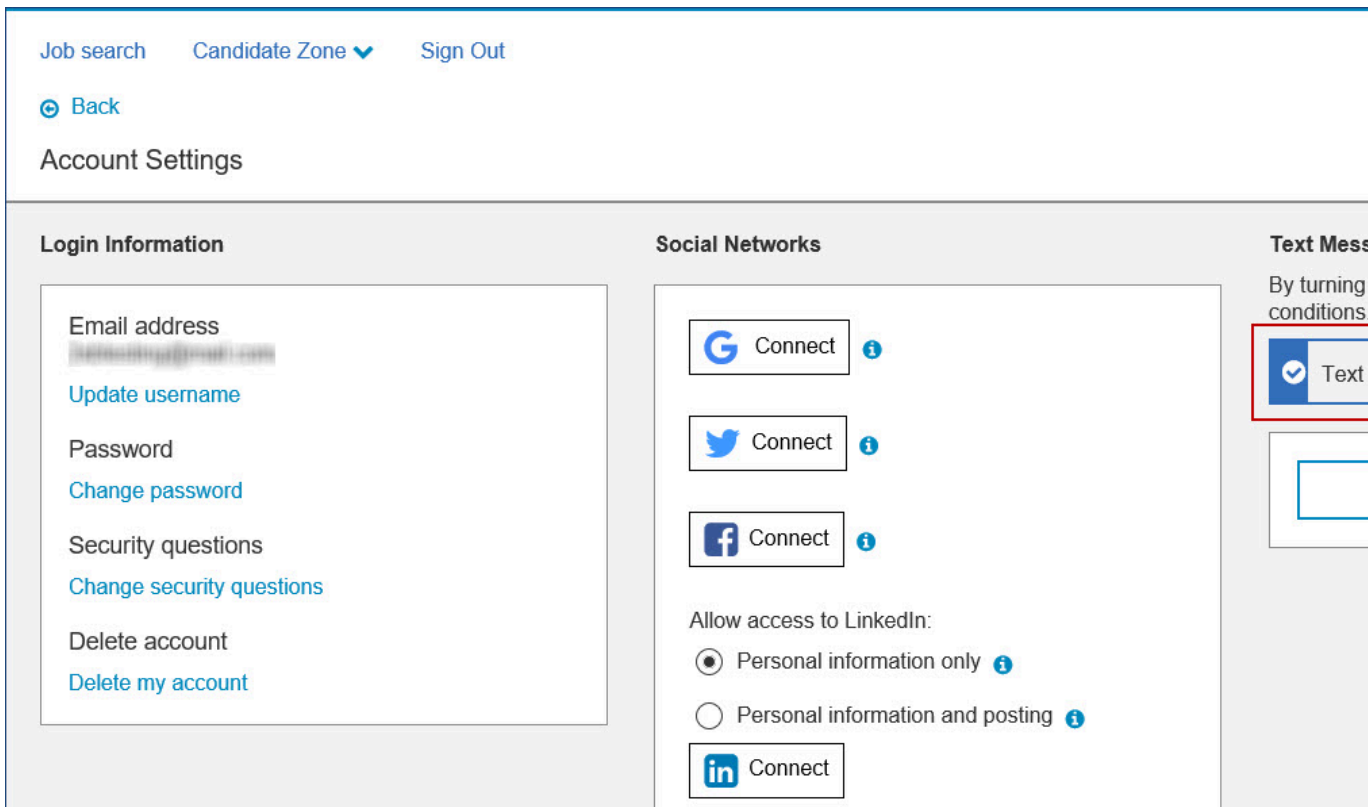 Job search Candidate Zone Sign Out
Back
Account Settings
Login Information
Email address
Update username
Password
Change password
Security questions
Change security questions
Delete account
Delete my account
Social Networks
Connect
Connect
Connect
Allow access to LinkedIn:
Personal information only
Personal information and posting
in Connect
Text Mess
By turning
conditions
Text